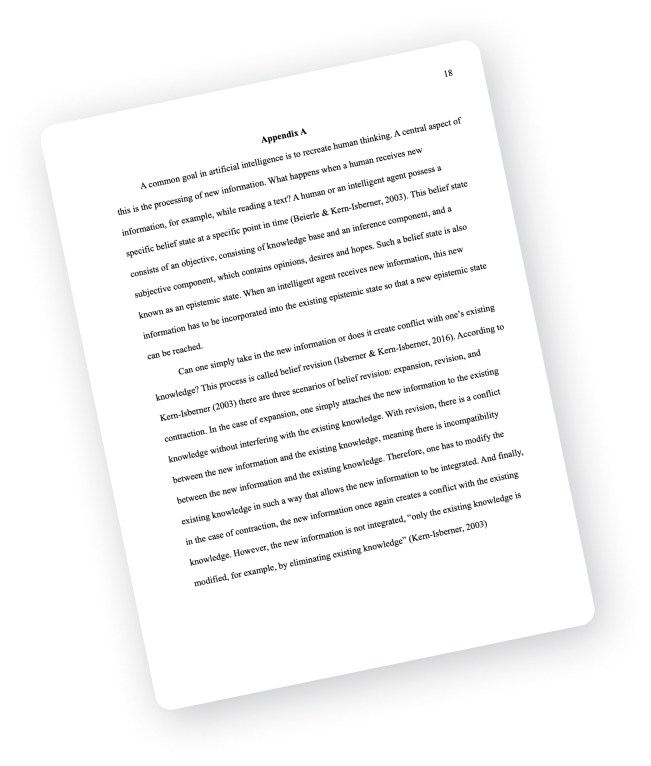 18
Appendix A
A common goal in artificial intelligence is to recreate human thinking. A central aspect of
this is the processing of new information. What happens when a human receives new
information, for example, while reading a text? A human or an intelligent agent possess a
specific belief state at a specific point in time (Beierle & Kern-Isberner, 2003). This belief state
consists of an objective, consisting of knowledge base and an inference component, and a
subjective component, which contains opinions, desires and hopes. Such a belief state is also
known as an epistemic state. When an intelligent agent receives new information, this new
information has to be incorporated into the existing epistemic state so that a new epistemic state
can be reached.
Can one simply take in the new information or does it create conflict with one’s existing
knowledge? This process is called belief revision (Isberner & Kern-Isberner, 2016). According to
Kern-Isberner (2003) there are three scenarios of belief revision: expansion, revision, and
contraction. In the case of expansion, one simply attaches the new information to the existing
knowledge without interfering with the existing knowledge. With revision, there is a conflict
between the new information and the existing knowledge, meaning there is incompatibility
between the new information and the existing knowledge. Therefore, one has to modify the
existing knowledge in such a way that allows the new information to be integrated. And finally,
in the case of contraction, the new information once again creates a conflict with the existing
knowledge. However, the new information is not integrated, “only the existing knowledge is
modified, for example, by eliminating existing knowledge” (Kern-Isberner, 2003)